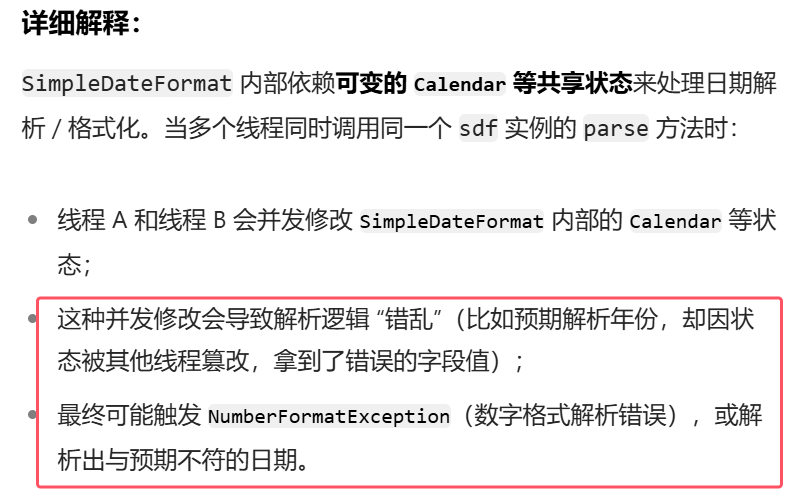 详细解释：
SimpleDateFormat 内部依赖可变的 Calendar 等共享状态来处理日期解
析 / 格式化。当多个线程同时调用同一个 sdf 实例的 parse 方法时：
• 线程 A 和线程 B 会并发修改 SimpleDateFormat 内部的 Calendar 等状
态；
• 这种并发修改会导致解析逻辑 “错乱”（比如预期解析年份，却因状
态被其他线程篡改，拿到了错误的字段值）；
• 最终可能触发 NumberFormatException（数字格式解析错误），或解
析出与预期不符的日期。